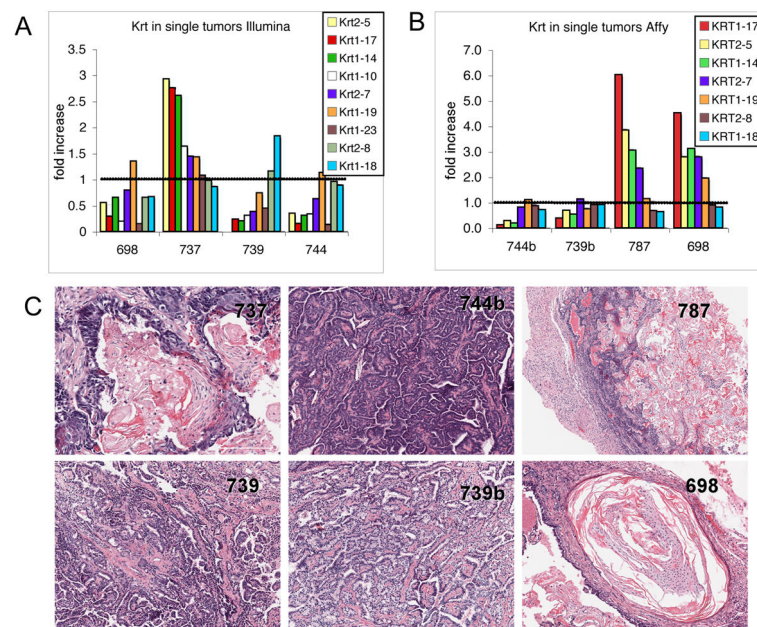 A
Krt in single tumors Illumina
fold increase
3.5
3
2.5
2
1.5
1
0.5
0
698 737 739 744
Krt2-5
Krt1-17
Krt1-14
Krt1-10
Krt2-7
Krt1-19
Krt1-23
Krt2-8
Krt1-18
B
Krt in single tumors Affy
fold increase
7.0
6.0
5.0
4.0
3.0
2.0
1.0
0.0
744b 739b 787 698
KRT1-17
KRT2-5
KRT1-14
KRT2-7
KRT1-19
KRT2-8
KRT1-18
C
737
744b
787
739
739b
698